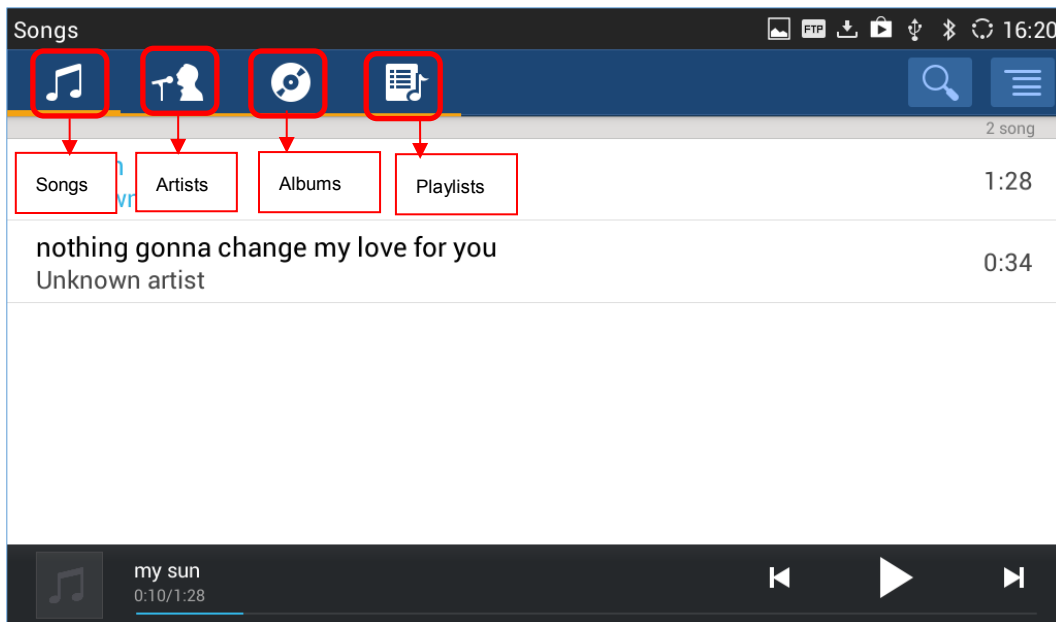 Songs
FTP
16:20
2 song
Songs
Artists
Albums
Playlists
1:28
nothing gonna change my love for you
Unknown artist
0:34
my sun
0:10/1:28